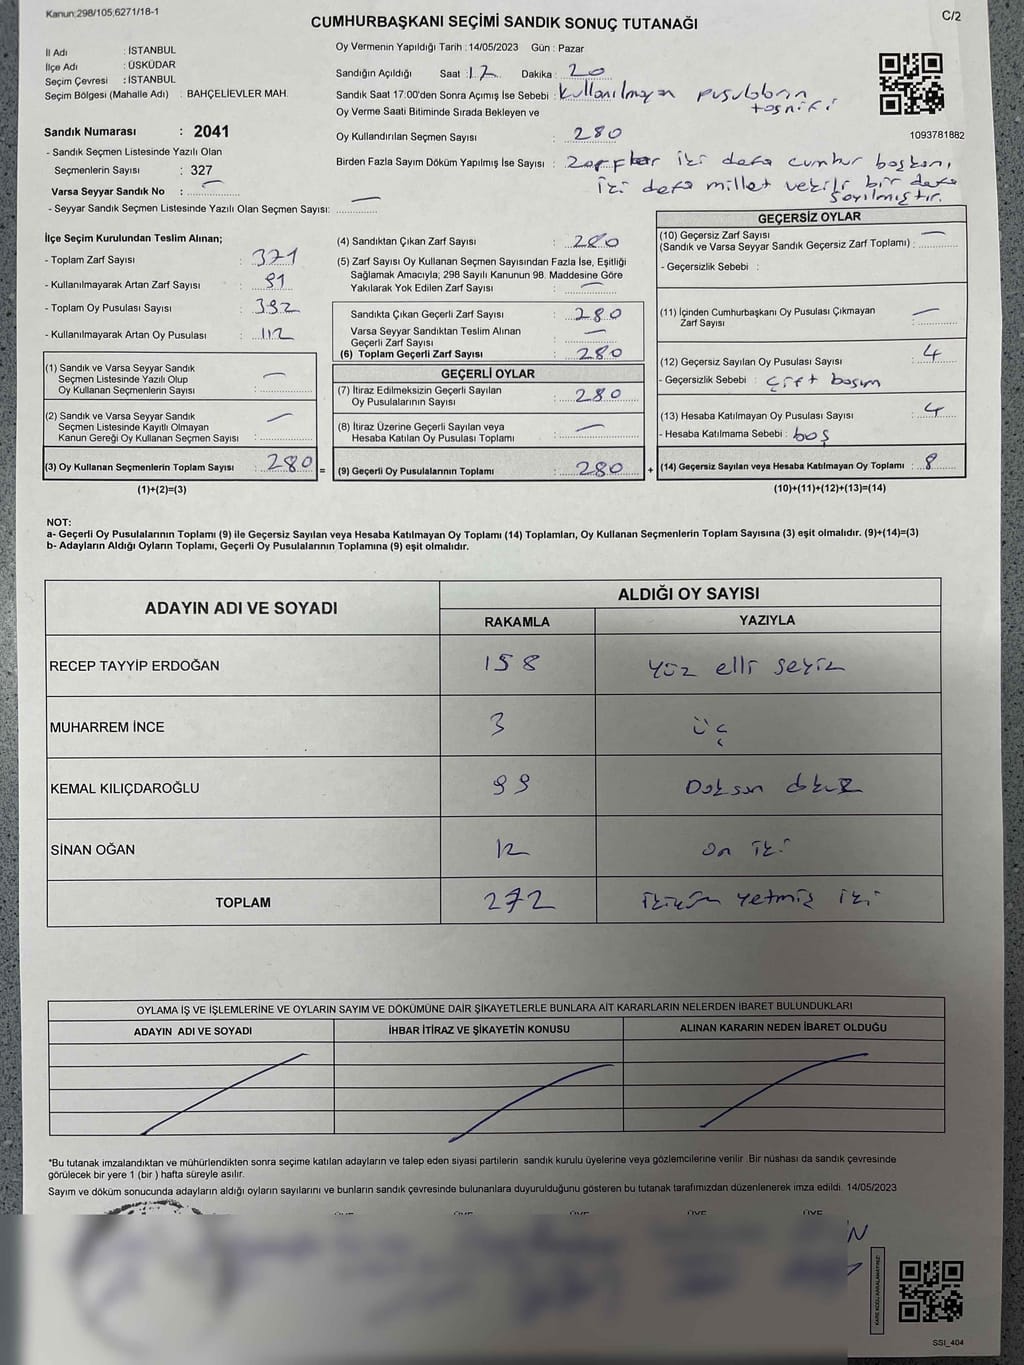 Kanun:298/105,6271/18-1
C/2
CUMHURBAŞKANI SEÇİMİ SANDIK SONUÇ TUTANAĞI
İl Adı : İSTANBUL
İlçe Adı : ÜSKÜDAR
Seçim Çevresi : İSTANBUL
Seçim Bölgesi (Mahalle Adı) : BAHÇELİEVLER MAH.
Oy Vermenin Yapıldığı Tarih : 14/05/2023 Gün : Pazar
Sandığın Açıldığı Saat : 17 Dakika : 20
Sandık Saat 17:00'den Sonra Açımış İse Sebebi : Kullanılmayan pusulaların
tasnifi
Oy Verme Saati Bitiminde Sırada Bekleyen ve
Oy Kullandırılan Seçmen Sayısı : 280
Birden Fazla Sayım Döküm Yapılmış İse Sayısı : Zarflar iki defa cumhur başkanı,
iki defa millet vekili bir defa
sayılmıştır.
1093781882
Sandık Numarası : 2041
- Sandık Seçmen Listesinde Yazılı Olan
Seçmenlerin Sayısı : 327
Varsa Seyyar Sandık No : —
- Seyyar Sandık Seçmen Listesinde Yazılı Olan Seçmen Sayısı: —
İlçe Seçim Kurulundan Teslim Alınan;
- Toplam Zarf Sayısı : 371
- Kullanılmayarak Artan Zarf Sayısı : 91
- Toplam Oy Pusulası Sayısı : 392
- Kullanılmayarak Artan Oy Pusulası : 112
(1) Sandık ve Varsa Seyyar Sandık
Seçmen Listesinde Yazılı Olup
Oy Kullanan Seçmenlerin Sayısı : —
(2) Sandık ve Varsa Seyyar Sandık
Seçmen Listesinde Kayıtlı Olmayan
Kanun Gereği Oy Kullanan Seçmen Sayısı : —
(3) Oy Kullanan Seçmenlerin Toplam Sayısı : 280 =
(1)+(2)=(3)
(4) Sandıktan Çıkan Zarf Sayısı : 280
(5) Zarf Sayısı Oy Kullanan Seçmen Sayısından Fazla İse, Eşitliği
Sağlamak Amacıyla; 298 Sayılı Kanunun 98. Maddesine Göre
Yakılarak Yok Edilen Zarf Sayısı : —
Sandıkta Çıkan Geçerli Zarf Sayısı : 280
Varsa Seyyar Sandıktan Teslim Alınan
Geçerli Zarf Sayısı : —
(6) Toplam Geçerli Zarf Sayısı : 280
GEÇERLİ OYLAR
(7) İtiraz Edilmeksizin Geçerli Sayılan
Oy Pusulalarının Sayısı : 280
(8) İtiraz Üzerine Geçerli Sayılan veya
Hesaba Katılan Oy Pusulası Toplamı : —
(9) Geçerli Oy Pusulalarının Toplamı : 280 +
GEÇERSİZ OYLAR
(10) Geçersiz Zarf Sayısı
(Sandık ve Varsa Seyyar Sandık Geçersiz Zarf Toplamı) : —
- Geçersizlik Sebebi :
(11) İçinden Cumhurbaşkanı Oy Pusulası Çıkmayan
Zarf Sayısı : —
(12) Geçersiz Sayılan Oy Pusulası Sayısı : 4
- Geçersizlik Sebebi : çift basım
(13) Hesaba Katılmayan Oy Pusulası Sayısı : 4
- Hesaba Katılmama Sebebi : boş
(14) Geçersiz Sayılan veya Hesaba Katılmayan Oy Toplamı : 8
(10)+(11)+(12)+(13)=(14)
NOT:
a- Geçerli Oy Pusulalarının Toplamı (9) ile Geçersiz Sayılan veya Hesaba Katılmayan Oy Toplamı (14) Toplamları, Oy Kullanan Seçmenlerin Toplam Sayısına (3) eşit olmalıdır. (9)+(14)=(3)
b- Adayların Aldığı Oyların Toplamı, Geçerli Oy Pusulalarının Toplamına (9) eşit olmalıdır.
ADAYIN ADI VE SOYADI
ALDIĞI OY SAYISI
RAKAMLA YAZIYLA
RECEP TAYYİP ERDOĞAN 158 Yüz elli sekiz
MUHARREM İNCE 3 üç
KEMAL KILIÇDAROĞLU 99 Doksan dokuz
SİNAN OĞAN 12 on iki
TOPLAM 272 ikiyüz yetmiş iki
OYLAMA İŞ VE İŞLEMLERİNE VE OYLARIN SAYIM VE DÖKÜMÜNE DAİR ŞİKAYETLERLE BUNLARA AİT KARARLARIN NELERDEN İBARET BULUNDUKLARI
ADAYIN ADI VE SOYADI İHBAR İTİRAZ VE ŞİKAYETİN KONUSU ALINAN KARARIN NEDEN İBARET OLDUĞU
*Bu tutanak imzalandıktan ve mühürlendikten sonra seçime katılan adayların ve talep eden siyasi partilerin sandık kurulu üyelerine veya gözlemcilerine verilir. Bir nüshası da sandık çevresinde
görülecek bir yere 1 (bir ) hafta süreyle asılır.
Sayım ve döküm sonucunda adayların aldığı oyların sayılarını ve bunların sandık çevresinde bulunanlara duyurulduğunu gösteren bu tutanak tarafımızdan düzenlenerek imza edildi. 14/05/2023
ÜYE ÜYE ÜYE ÜYE ÜYE
KARE KODU KARALAMAYINIZ!
SSI_404